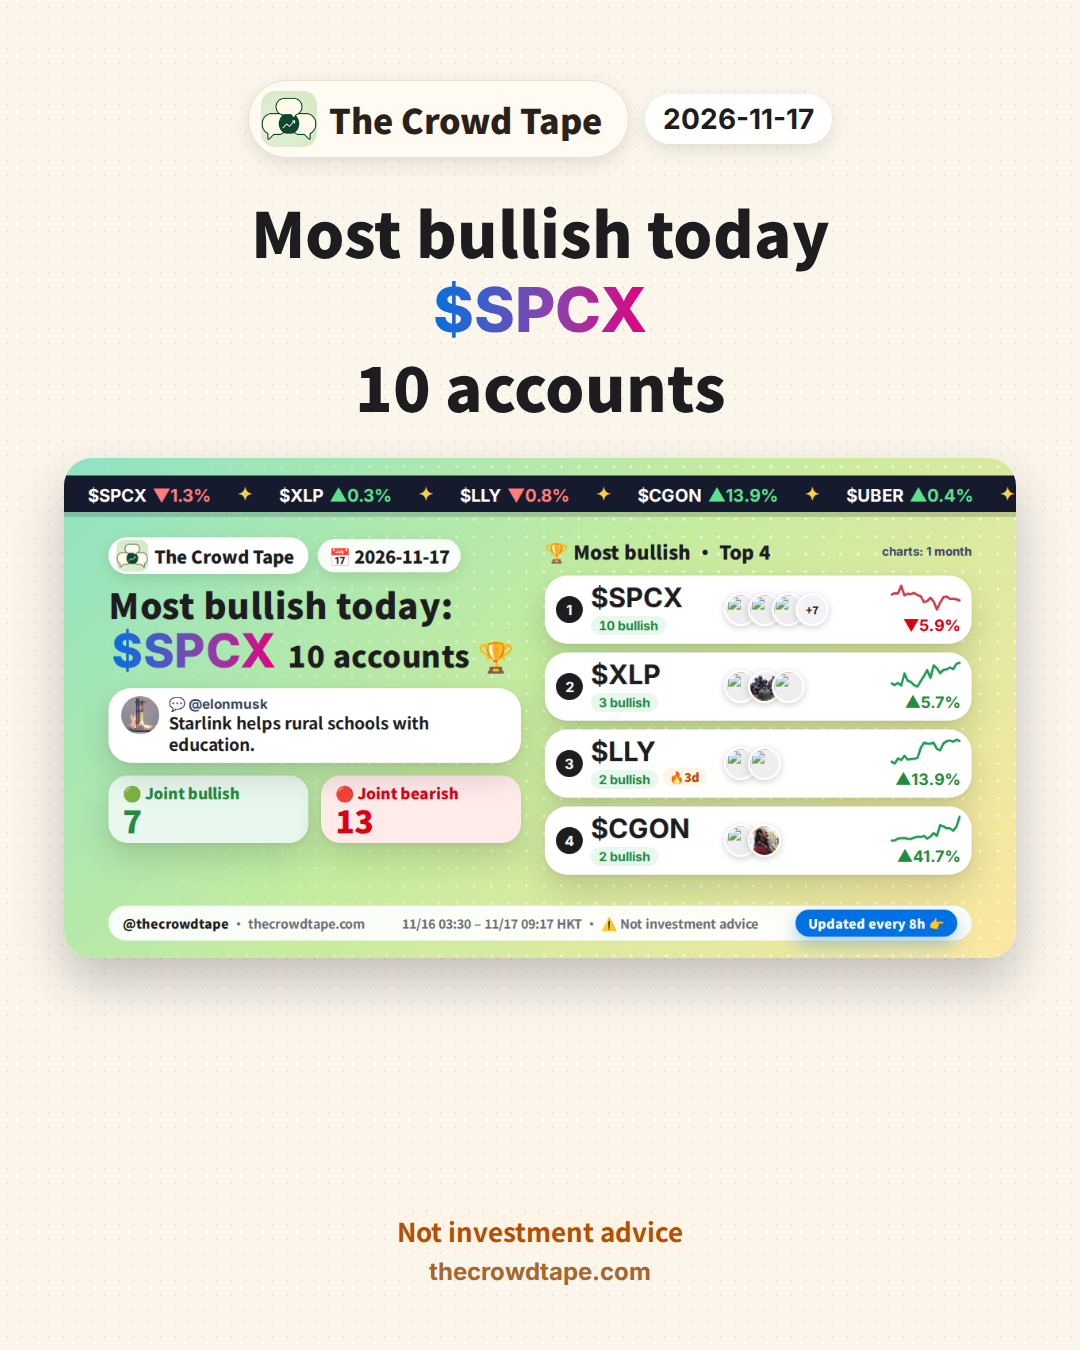 The Crowd Tape
2026-11-17
Most bullish today
$SPCX
10 accounts
$SPCX ▼1.3% ✦ $XLP ▲0.3% ✦ $LLY ▼0.8% ✦ $CGON ▲13.9% ✦ $UBER ▲0.4% ✦
The Crowd Tape
📅 2026-11-17
Most bullish today:
$SPCX 10 accounts 🏆
💬 @elonmusk
Starlink helps rural schools with
education.
🟢 Joint bullish
7
🔴 Joint bearish
13
🏆 Most bullish • Top 4
charts: 1 month
1 $SPCX
10 bullish
+7
▼5.9%
2 $XLP
3 bullish
▲5.7%
3 $LLY
2 bullish 🔥3d
▲13.9%
4 $CGON
2 bullish
▲41.7%
@thecrowdtape • thecrowdtape.com
11/16 03:30 – 11/17 09:17 HKT • ⚠️ Not investment advice
Updated every 8h 👉
Not investment advice
thecrowdtape.com